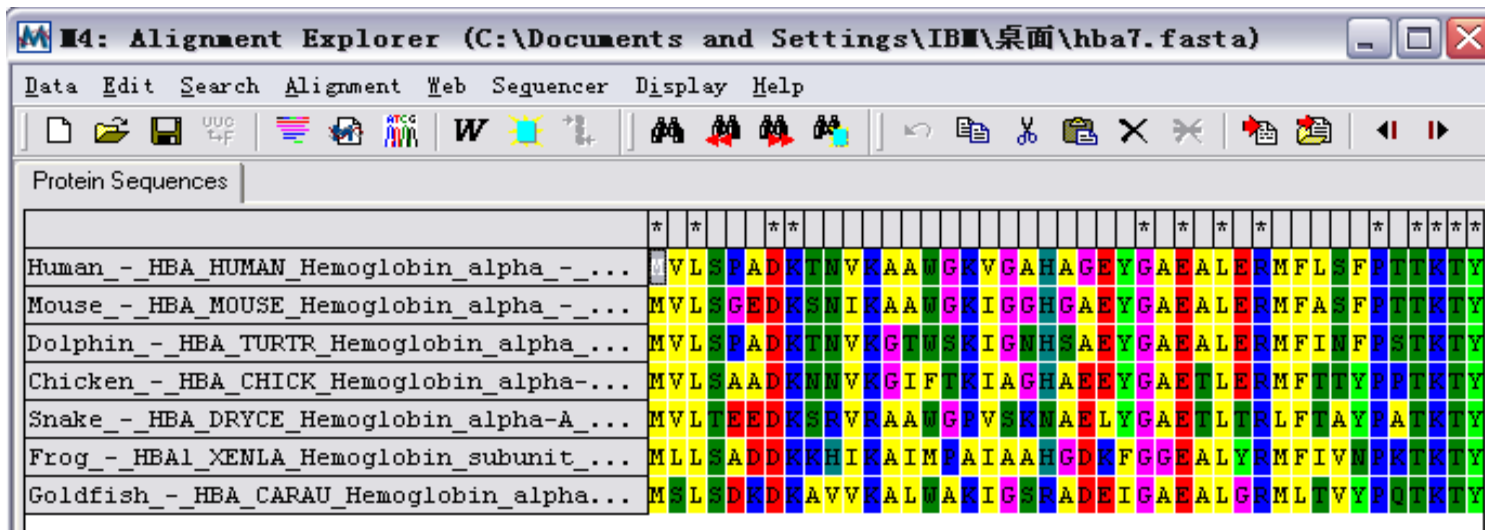 M4: Alignment Explorer (C:\Documents and Settings\IBM\桌面\hba7.fasta)
Data Edit Search Alignment Web Sequencer Display Help
UUC ATCG W
Protein Sequences
* * * * * * * * * * * * *
Human_-_HBA_HUMAN_Hemoglobin_alpha_-_... MVLSPADKTNVKAAWGKVGAHAGEYGAEALERMFLSFPTTKTY
Mouse_-_HBA_MOUSE_Hemoglobin_alpha_-_... MVLSGEDKSNIKAAWGKIGGHGAEYGAEALERMFASFPTTKTY
Dolphin_-_HBA_TURTR_Hemoglobin_alpha_... MVLSPADKTNVKGTWSKIGNHSAEYGAEALERMFINFPSTKTY
Chicken_-_HBA_CHICK_Hemoglobin_alpha-... MVLSAADKNNVKGIFTKIAGHAEEYGAETLERMFTTYPPTKTY
Snake_-_HBA_DRYCE_Hemoglobin_alpha-A_... MVLTEEDKSRVRAAWGPVSKNAELYGAETLTRLFTAYPATKTY
Frog_-_HBA1_XENLA_Hemoglobin_subunit_... MLLSADDKKHIKAIMPAIAAHGDKFGGEALYRMFIVNPKTKTY
Goldfish_-_HBA_CARAU_Hemoglobin_alpha... MSLSDKDKAVVKALWAKIGSRADEIGAEALGRMLTVYPQTKTY